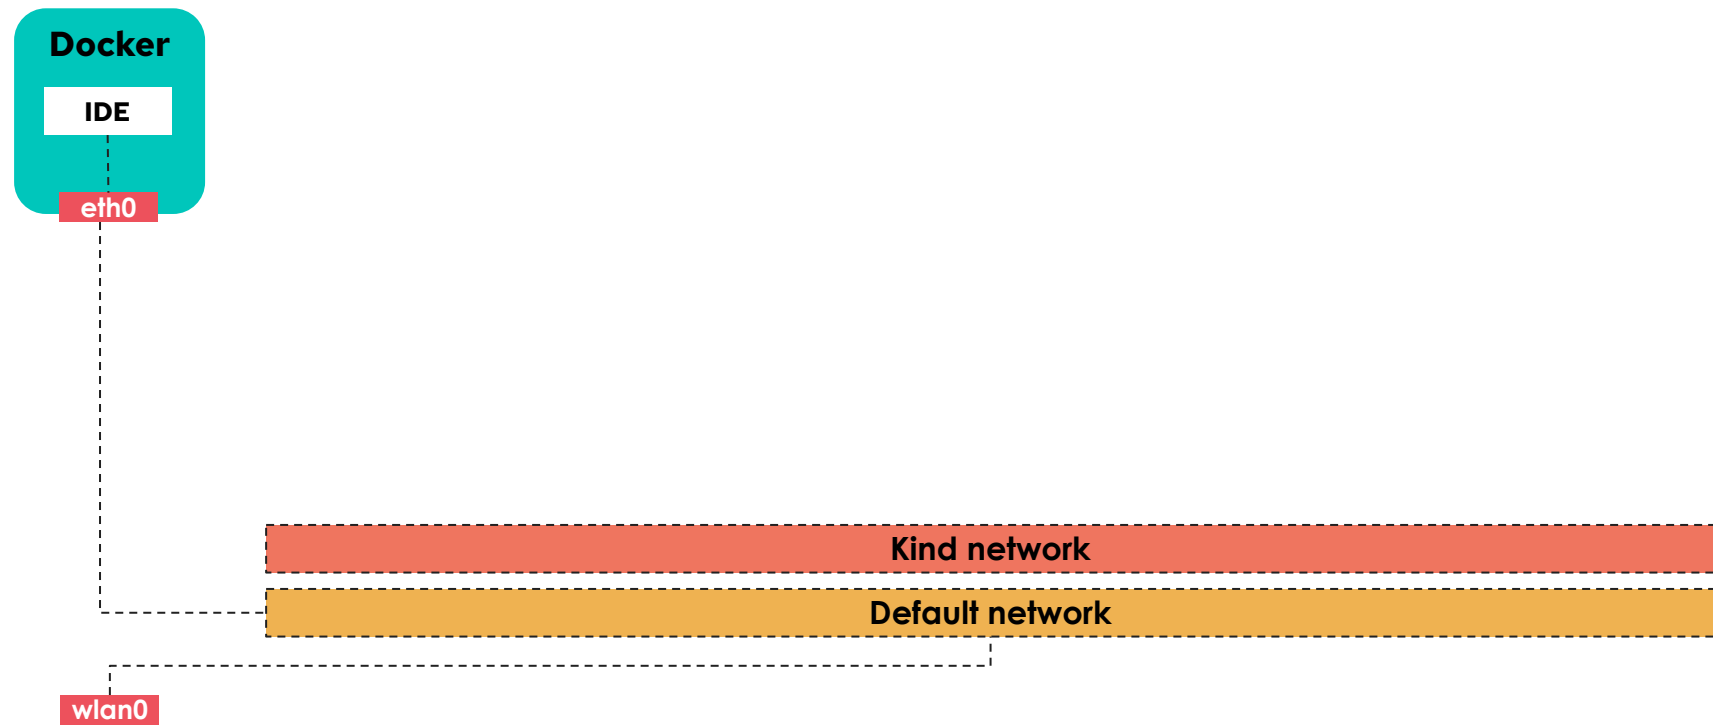 Docker
IDE
eth0
Kind network
Default network
wlan0